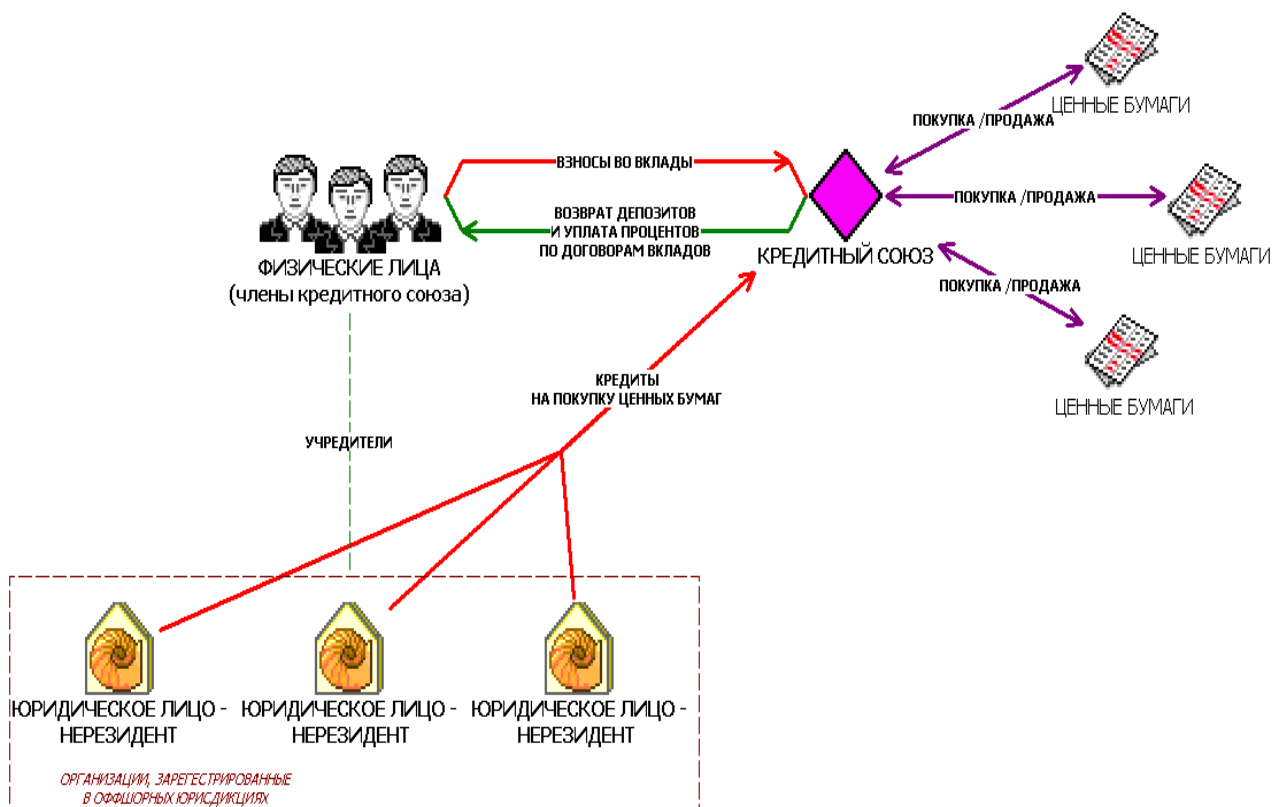 ЦЕННЫЕ БУМАГИ
ПОКУПКА /ПРОДАЖА
ВЗНОСЫ ВО ВКЛАДЫ
ПОКУПКА /ПРОДАЖА
ВОЗВРАТ ДЕПОЗИТОВ
И УПЛАТА ПРОЦЕНТОВ
ПО ДОГОВОРАМ ВКЛАДОВ
КРЕДИТНЫЙ СОЮЗ
ЦЕННЫЕ БУМАГИ
ФИЗИЧЕСКИЕ ЛИЦА
(члены кредитного союза)
ПОКУПКА /ПРОДАЖА
КРЕДИТЫ
НА ПОКУПКУ ЦЕННЫХ БУМАГ
ЦЕННЫЕ БУМАГИ
УЧРЕДИТЕЛИ
ЮРИДИЧЕСКОЕ ЛИЦО -
НЕРЕЗИДЕНТ
ЮРИДИЧЕСКОЕ ЛИЦО -
НЕРЕЗИДЕНТ
ЮРИДИЧЕСКОЕ ЛИЦО -
НЕРЕЗИДЕНТ
ОРГАНИЗАЦИИ, ЗАРЕГЕСТРИРОВАННЫЕ
В ОФФШОРНЫХ ЮРИСДИКЦИЯХ